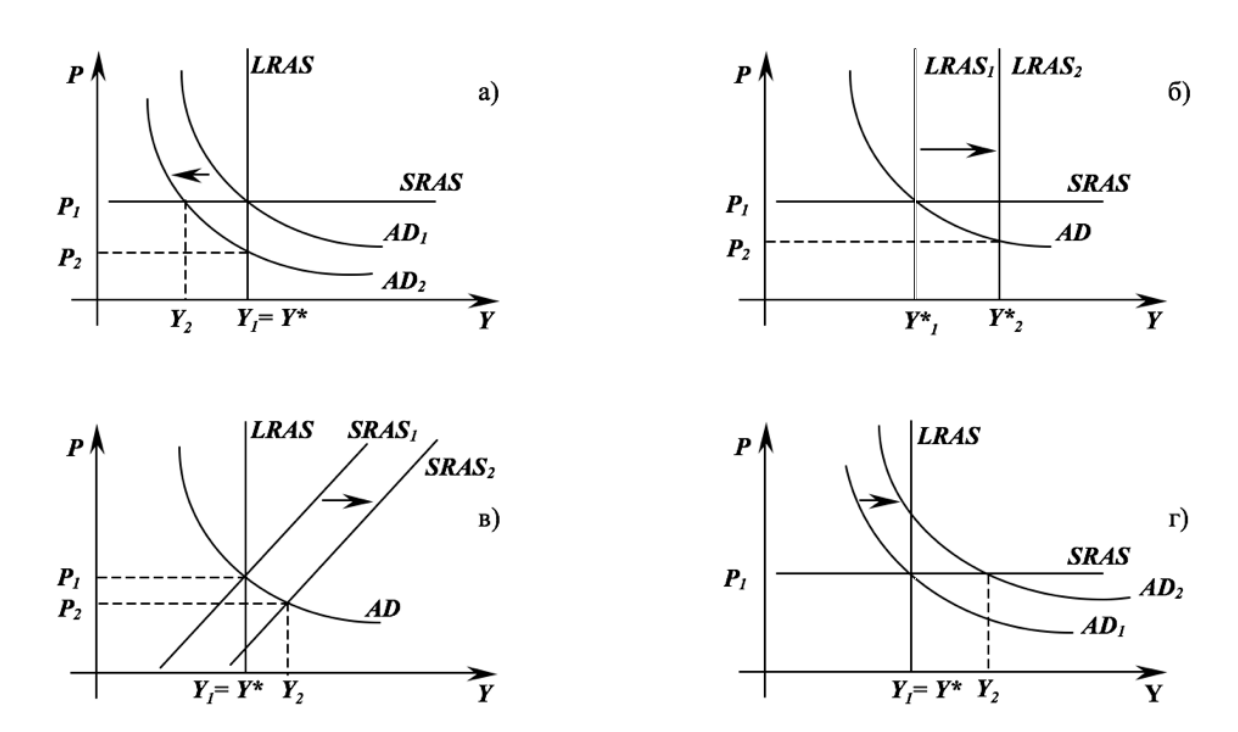 P LRAS а)
SRAS
P₁
AD₁
P₂
AD₂
Y₂ Y₁= Y* Y
P LRAS₁ LRAS₂ б)
SRAS
P₁
AD
P₂
Y*₁ Y*₂ Y
LRAS SRAS₁
P
SRAS₂
в)
P₁
P₂ AD
Y₁= Y* Y₂ Y
P LRAS
г)
SRAS
P₁
AD₂
AD₁
Y₁= Y* Y₂ Y